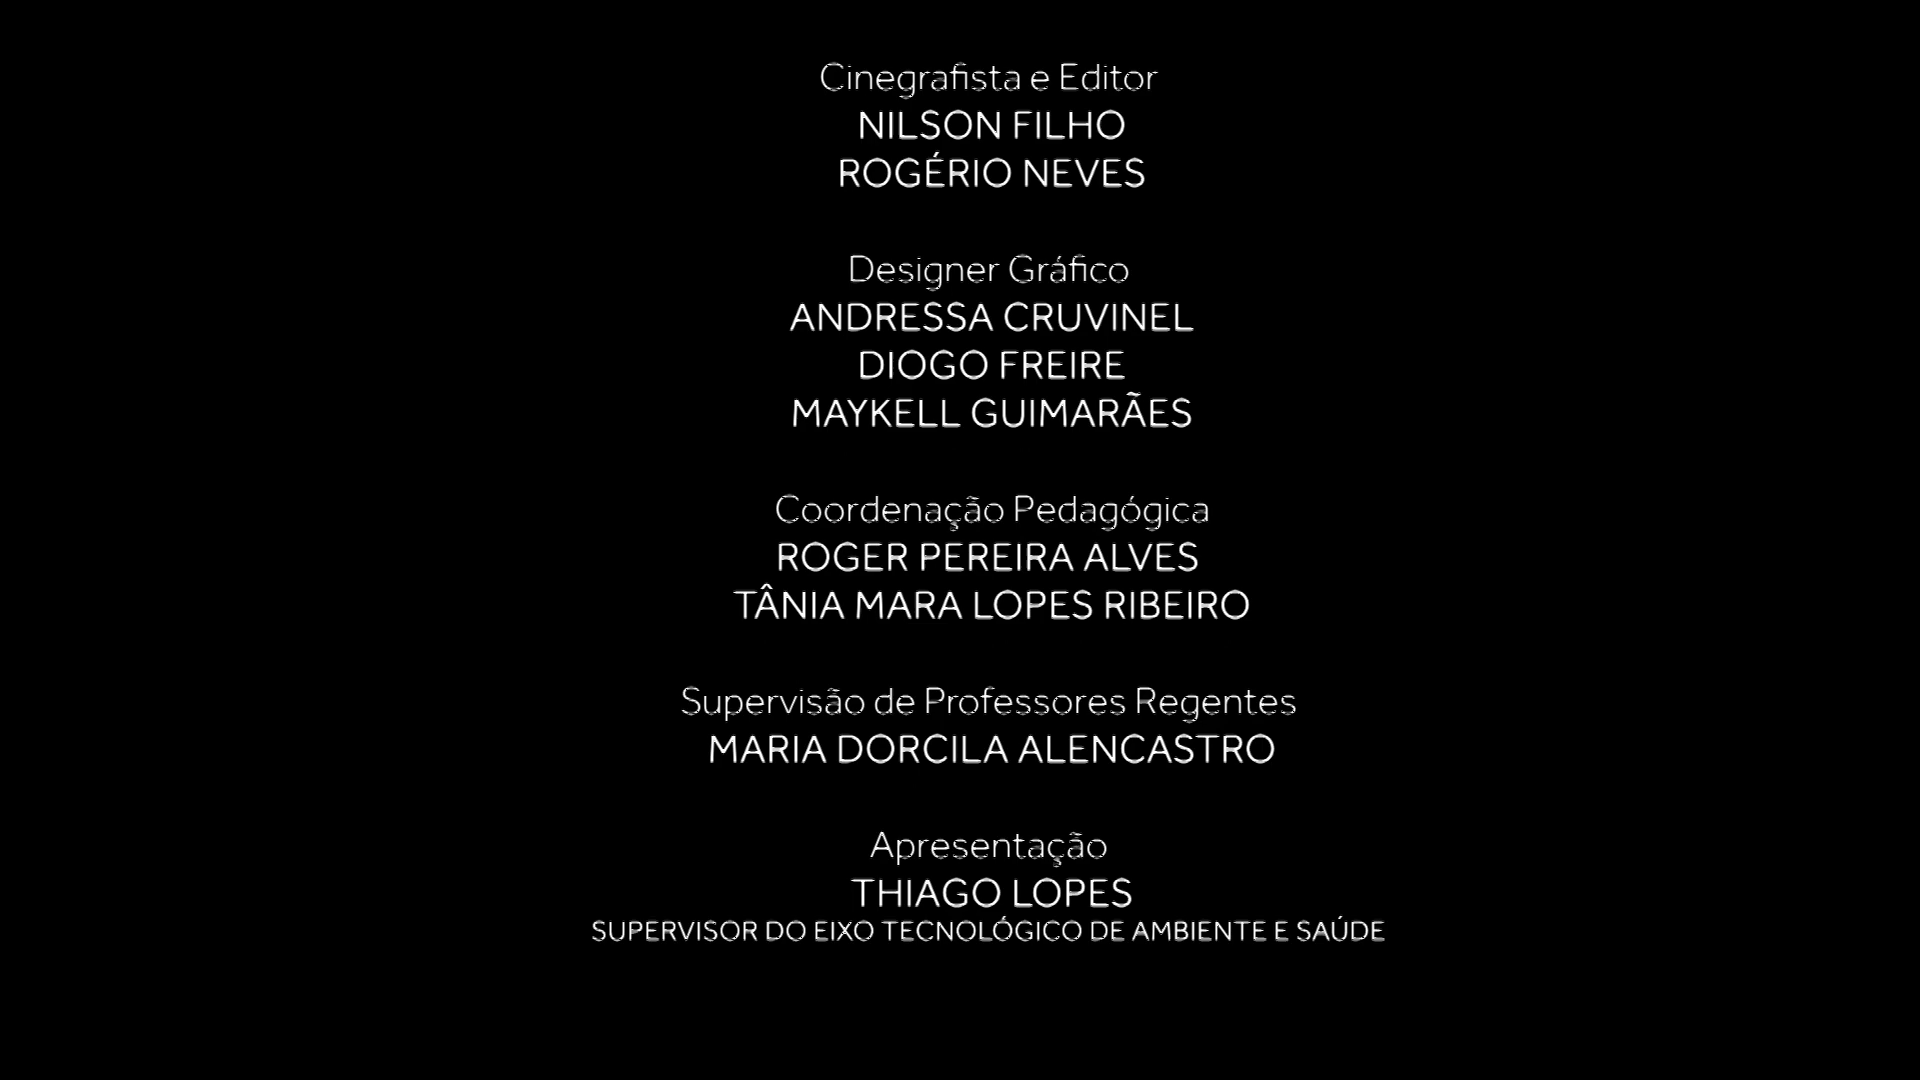 Cinegrafista e Editor
NILSON FILHO
ROGÉRIO NEVES
Designer Gráfico
ANDRESSA CRUVINEL
DIOGO FREIRE
MAYKELL GUIMARÃES
Coordenação Pedagógica
ROGER PEREIRA ALVES
TÂNIA MARA LOPES RIBEIRO
Supervisão de Professores Regentes
MARIA DORCILA ALENCASTRO
Apresentação
THIAGO LOPES
SUPERVISOR DO EIXO TECNOLÓGICO DE AMBIENTE E SAÚDE